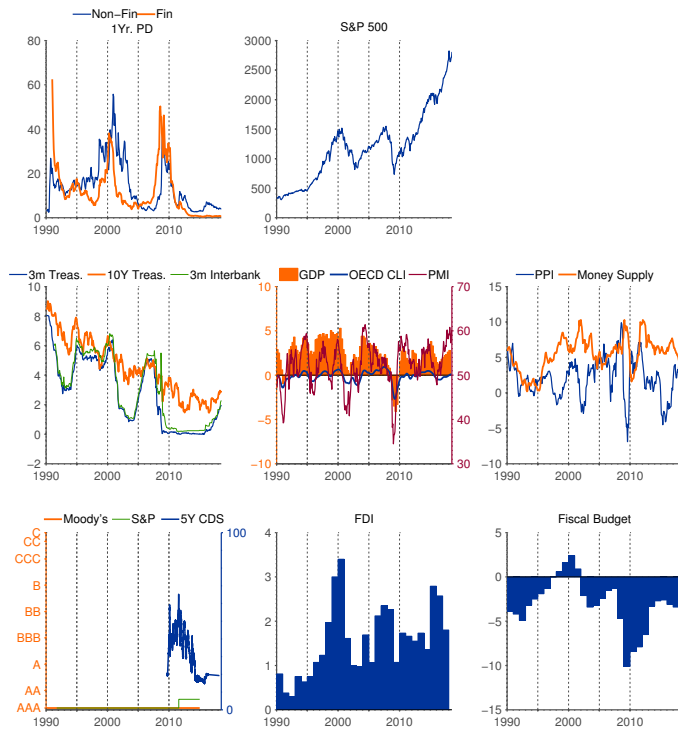 Non−Fin Fin
1Yr. PD
S&P 500
80
60
40
20
0
1990 2000 2010
3000
2500
2000
1500
1000
500
0
1990 2000 2010
3m Treas. 10Y Treas. 3m Interbank
10
8
6
4
2
0
−2
1990 2000 2010
GDP OECD CLI PMI
10
5
0
−5
−10
70
60
50
40
30
1990 2000 2010
PPI Money Supply
15
10
5
0
−5
−10
1990 2000 2010
Moody's S&P 5Y CDS
C
CC
CCC
B
BB
BBB
A
AA
AAA
100
0
1990 2000 2010
FDI
4
3
2
1
0
1990 2000 2010
Fiscal Budget
5
0
−5
−10
−15
1990 2000 2010